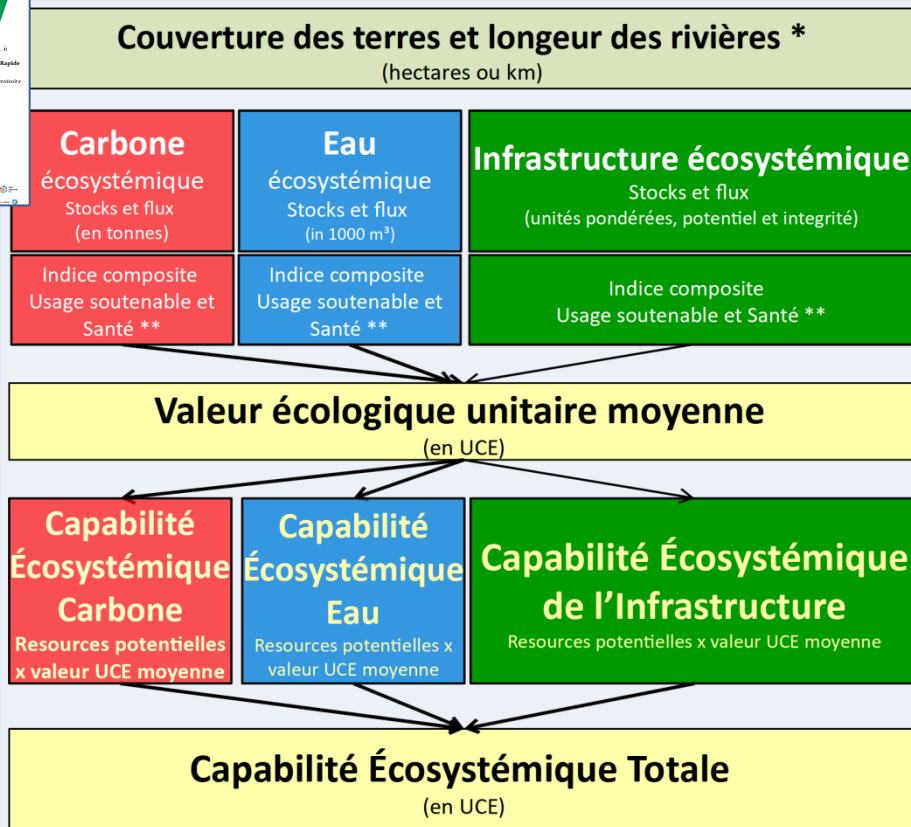 Rapide
Couverture des terres et longeur des rivières *
(hectares ou km)
Carbone
écosystémique
Stocks et flux
(en tonnes)
Eau
écosystémique
Stocks et flux
(in 1000 m³)
Infrastructure écosystémique
Stocks et flux
(unités pondérées, potentiel et integrité)
Indice composite
Usage soutenable et
Santé **
Indice composite
Usage soutenable et
Santé **
Indice composite
Usage soutenable et Santé **
Valeur écologique unitaire moyenne
(en UCE)
Capabilité
Écosystémique
Carbone
Resources potentielles
x valeur UCE moyenne
Capabilité
Écosystémique
Eau
Resources potentielles x
valeur UCE moyenne
Capabilité Écosystémique
de l’Infrastructure
Resources potentielles x valeur UCE moyenne
Capabilité Écosystémique Totale
(en UCE)